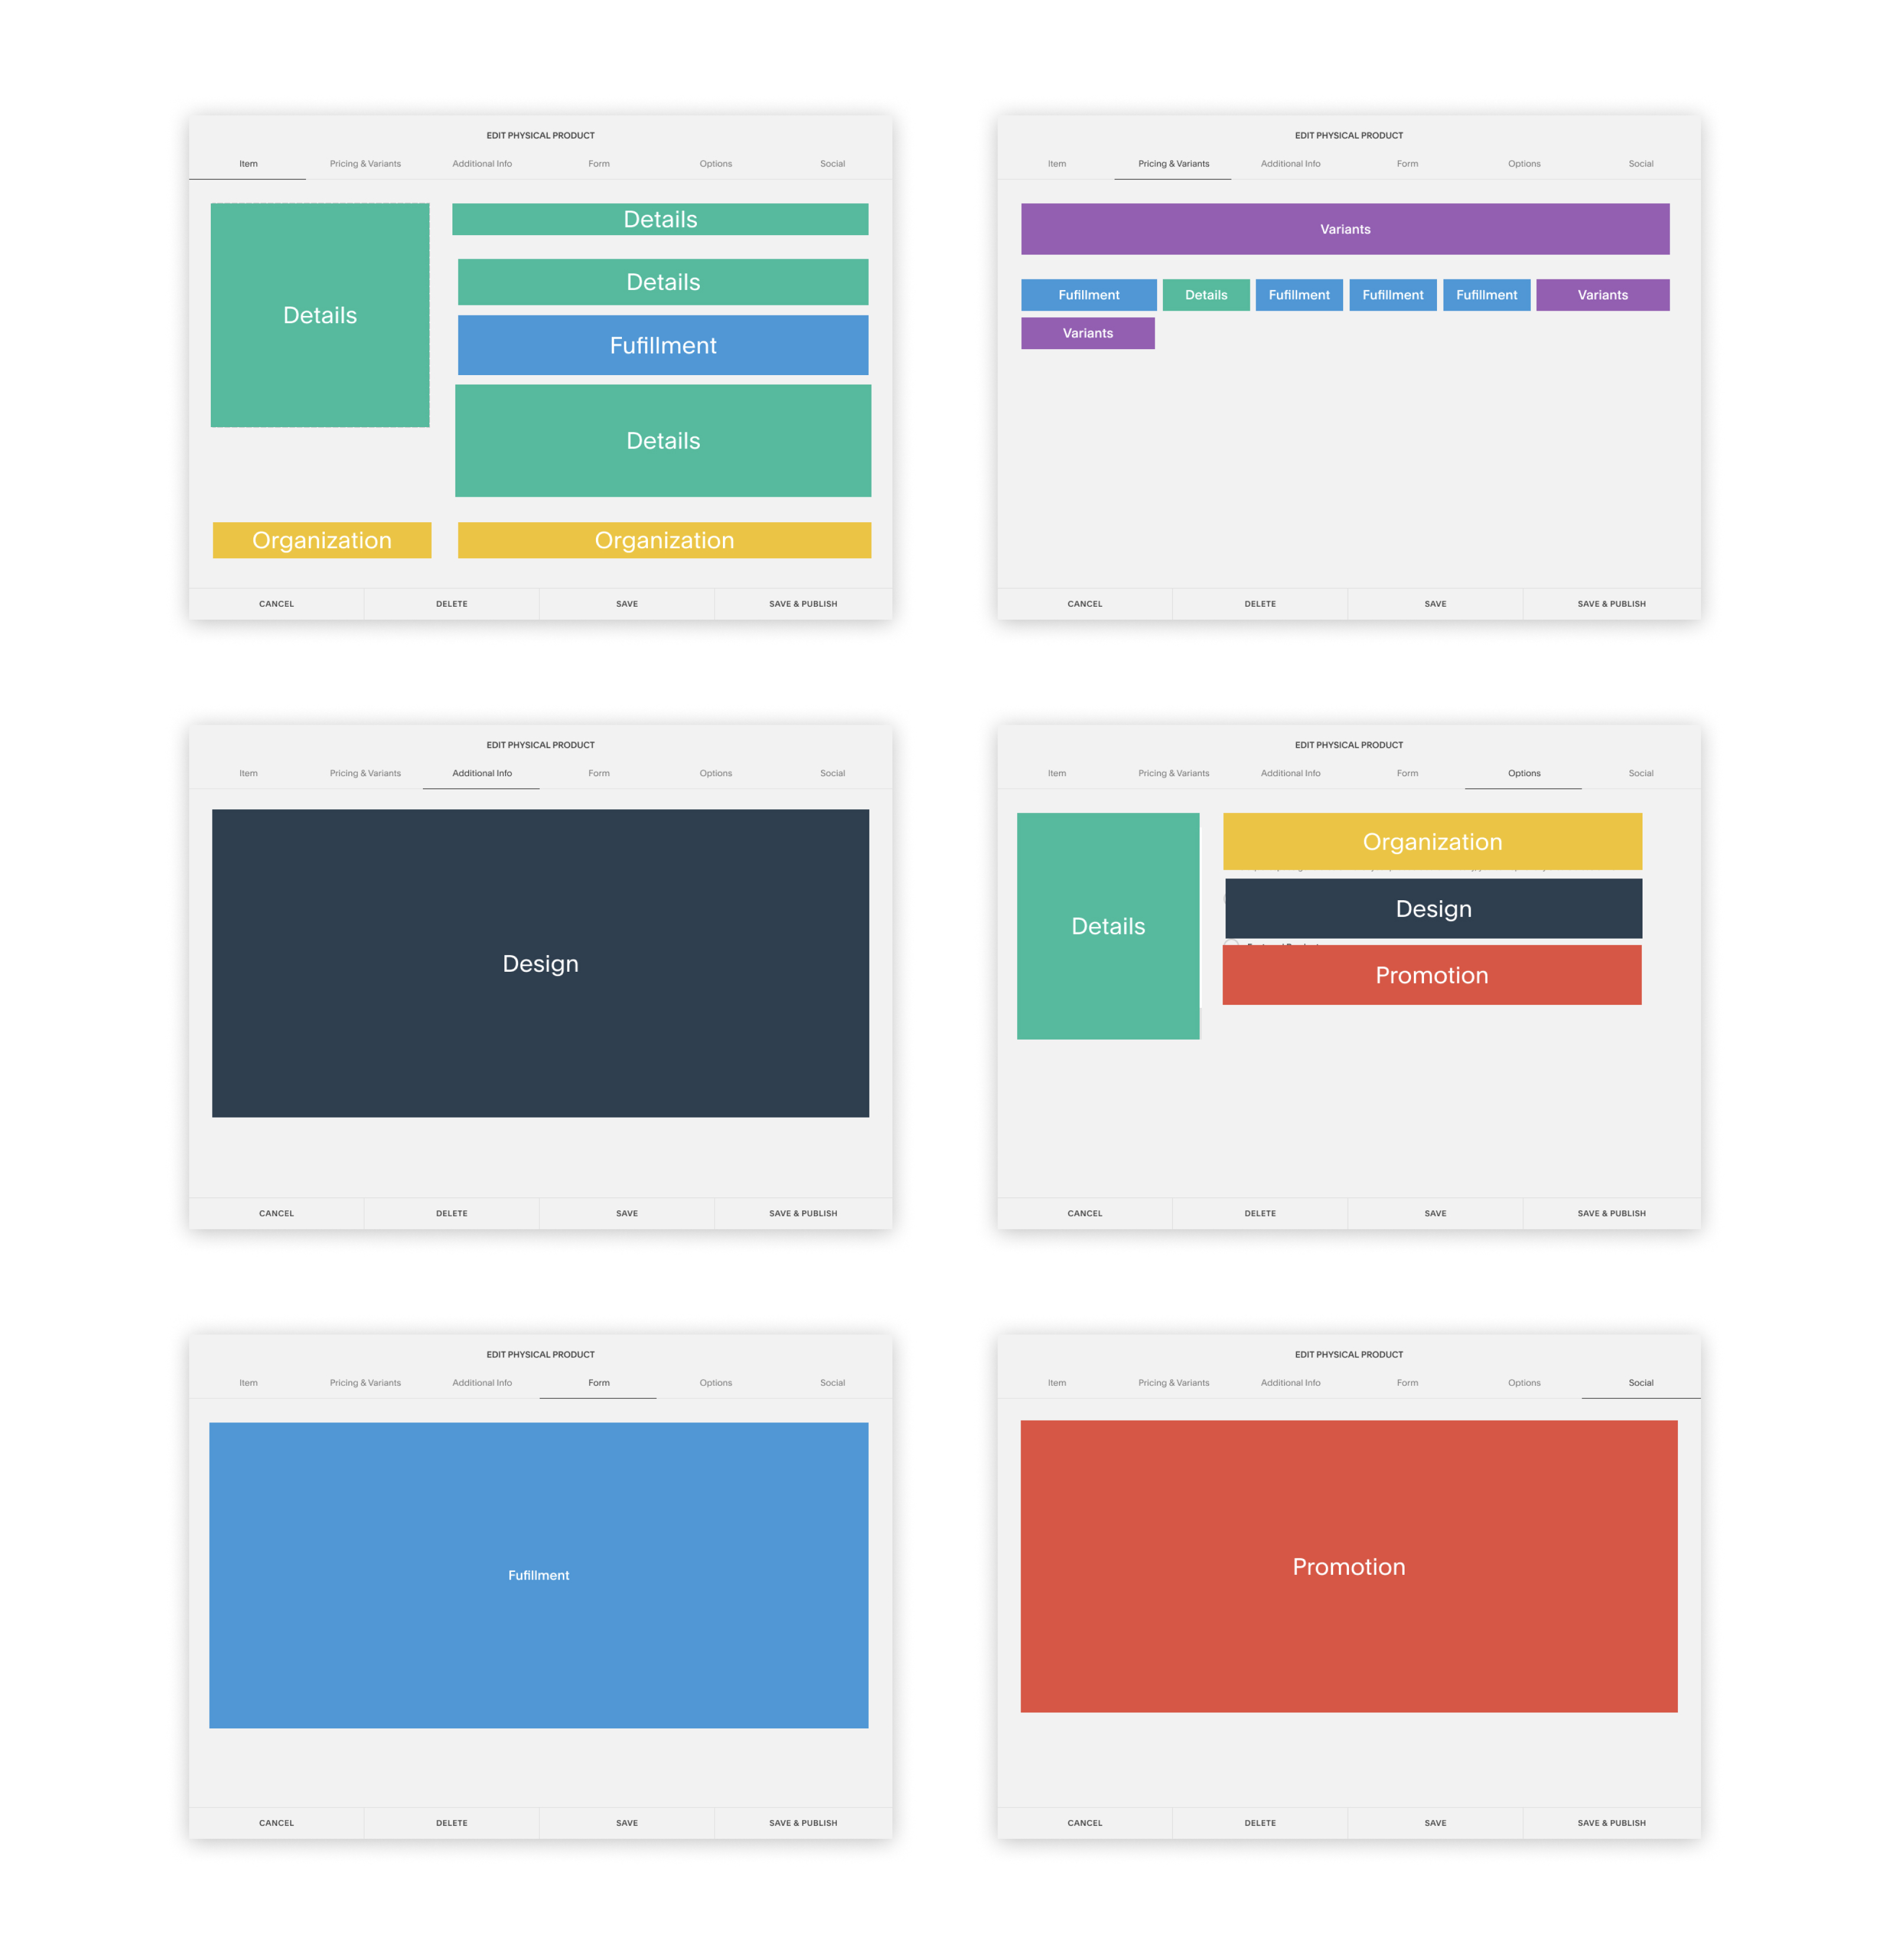 EDIT PHYSICAL PRODUCT
Item Pricing & Variants Additional Info Form Options Social
Details
Details
Details
Fufillment
Details
Organization Organization
CANCEL DELETE SAVE SAVE & PUBLISH
EDIT PHYSICAL PRODUCT
Item Pricing & Variants Additional Info Form Options Social
Variants
Fufillment Details Fufillment Fufillment Fufillment Variants
Variants
CANCEL DELETE SAVE SAVE & PUBLISH
EDIT PHYSICAL PRODUCT
Item Pricing & Variants Additional Info Form Options Social
Design
CANCEL DELETE SAVE SAVE & PUBLISH
EDIT PHYSICAL PRODUCT
Item Pricing & Variants Additional Info Form Options Social
Details
Organization
Design
Promotion
CANCEL DELETE SAVE SAVE & PUBLISH
EDIT PHYSICAL PRODUCT
Item Pricing & Variants Additional Info Form Options Social
Fufillment
CANCEL DELETE SAVE SAVE & PUBLISH
EDIT PHYSICAL PRODUCT
Item Pricing & Variants Additional Info Form Options Social
Promotion
CANCEL DELETE SAVE SAVE & PUBLISH